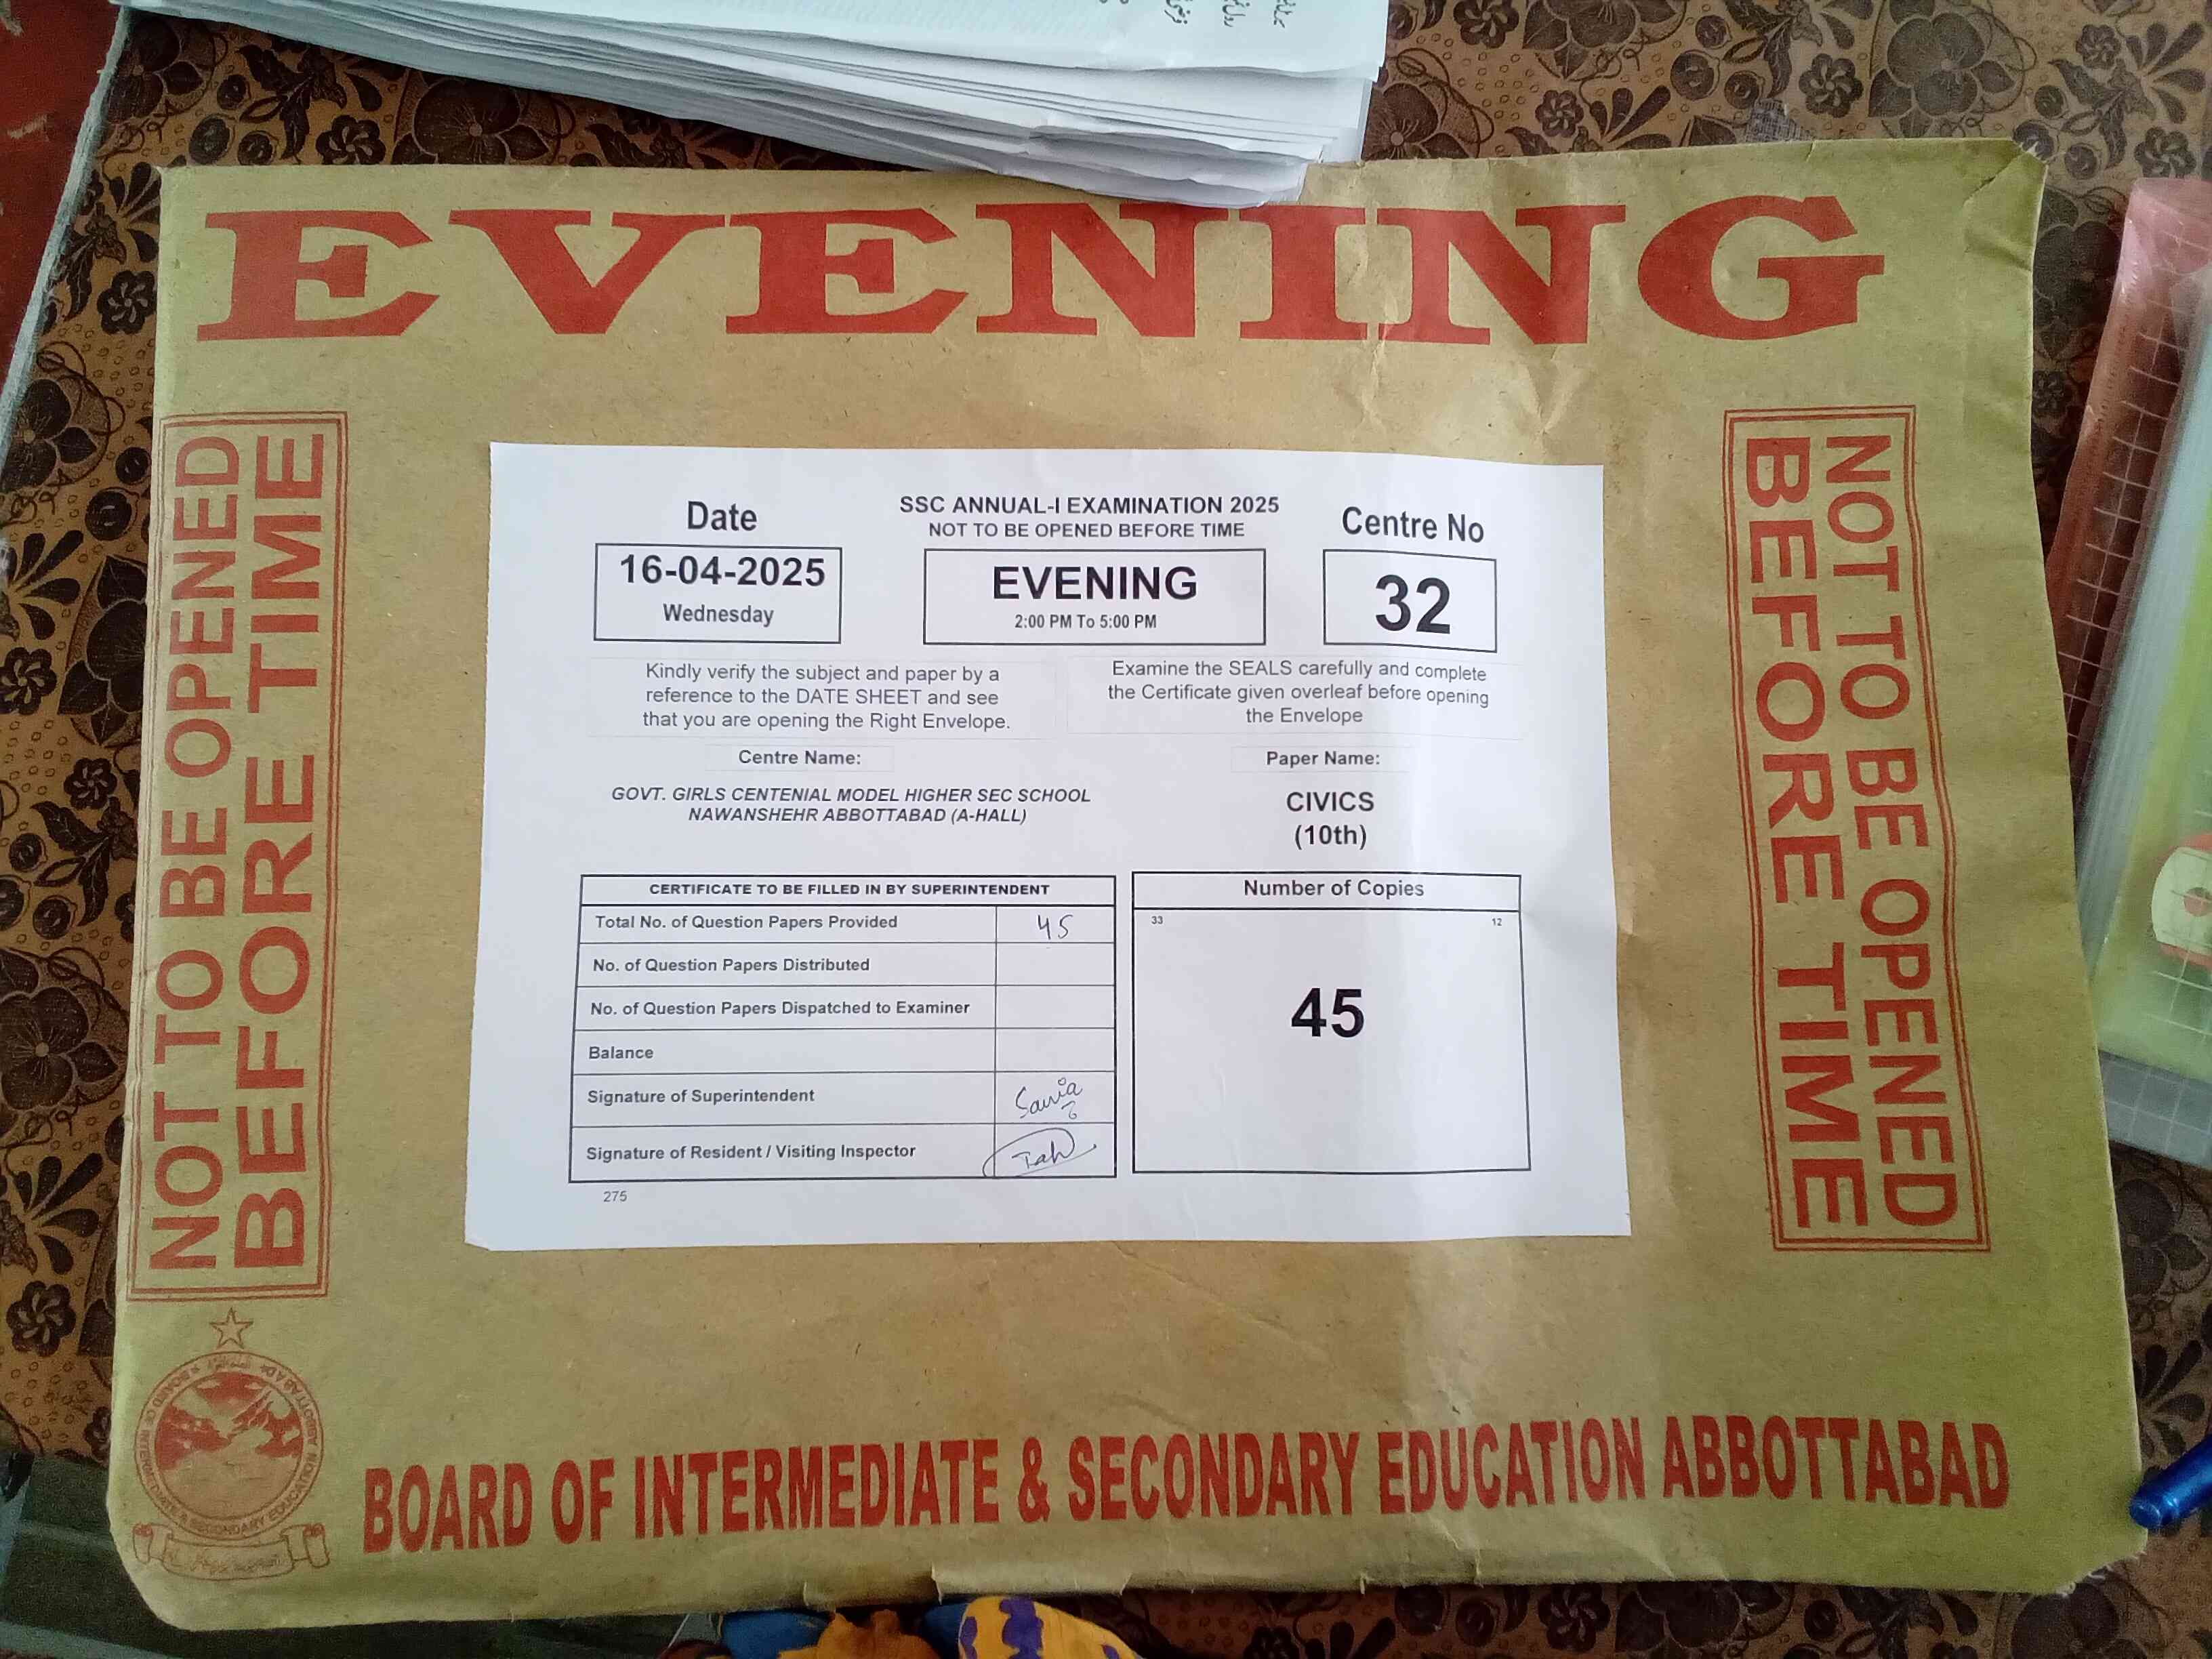 EVENING
NOT TO BE OPENED
BEFORE TIME
NOT TO BE OPENED
BEFORE TIME
Date
16-04-2025
Wednesday
SSC ANNUAL-I EXAMINATION 2025
NOT TO BE OPENED BEFORE TIME
EVENING
2:00 PM To 5:00 PM
Centre No
32
Kindly verify the subject and paper by a
reference to the DATE SHEET and see
that you are opening the Right Envelope.
Examine the SEALS carefully and complete
the Certificate given overleaf before opening
the Envelope
Centre Name:
GOVT. GIRLS CENTENIAL MODEL HIGHER SEC SCHOOL
NAWANSHEHR ABBOTTABAD (A-HALL)
Paper Name:
CIVICS
(10th)
CERTIFICATE TO BE FILLED IN BY SUPERINTENDENT
Total No. of Question Papers Provided 45
No. of Question Papers Distributed
No. of Question Papers Dispatched to Examiner
Balance
Signature of Superintendent
Signature of Resident / Visiting Inspector
275
Number of Copies
33 12
45
BOARD OF INTERMEDIATE & SECONDARY EDUCATION ABBOTTABAD
BOARD OF INTERMEDIATE & SECONDARY EDUCATION ABBOTTABAD